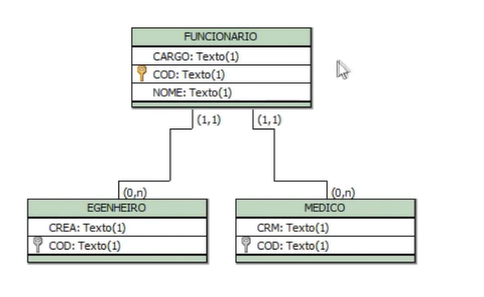 FUNCIONARIO
CARGO: Texto(1)
COD: Texto(1)
NOME: Texto(1)
(1,1) (1,1)
(0,n) (0,n)
EGENHEIRO MEDICO
CREA: Texto(1) CRM: Texto(1)
COD: Texto(1) COD: Texto(1)